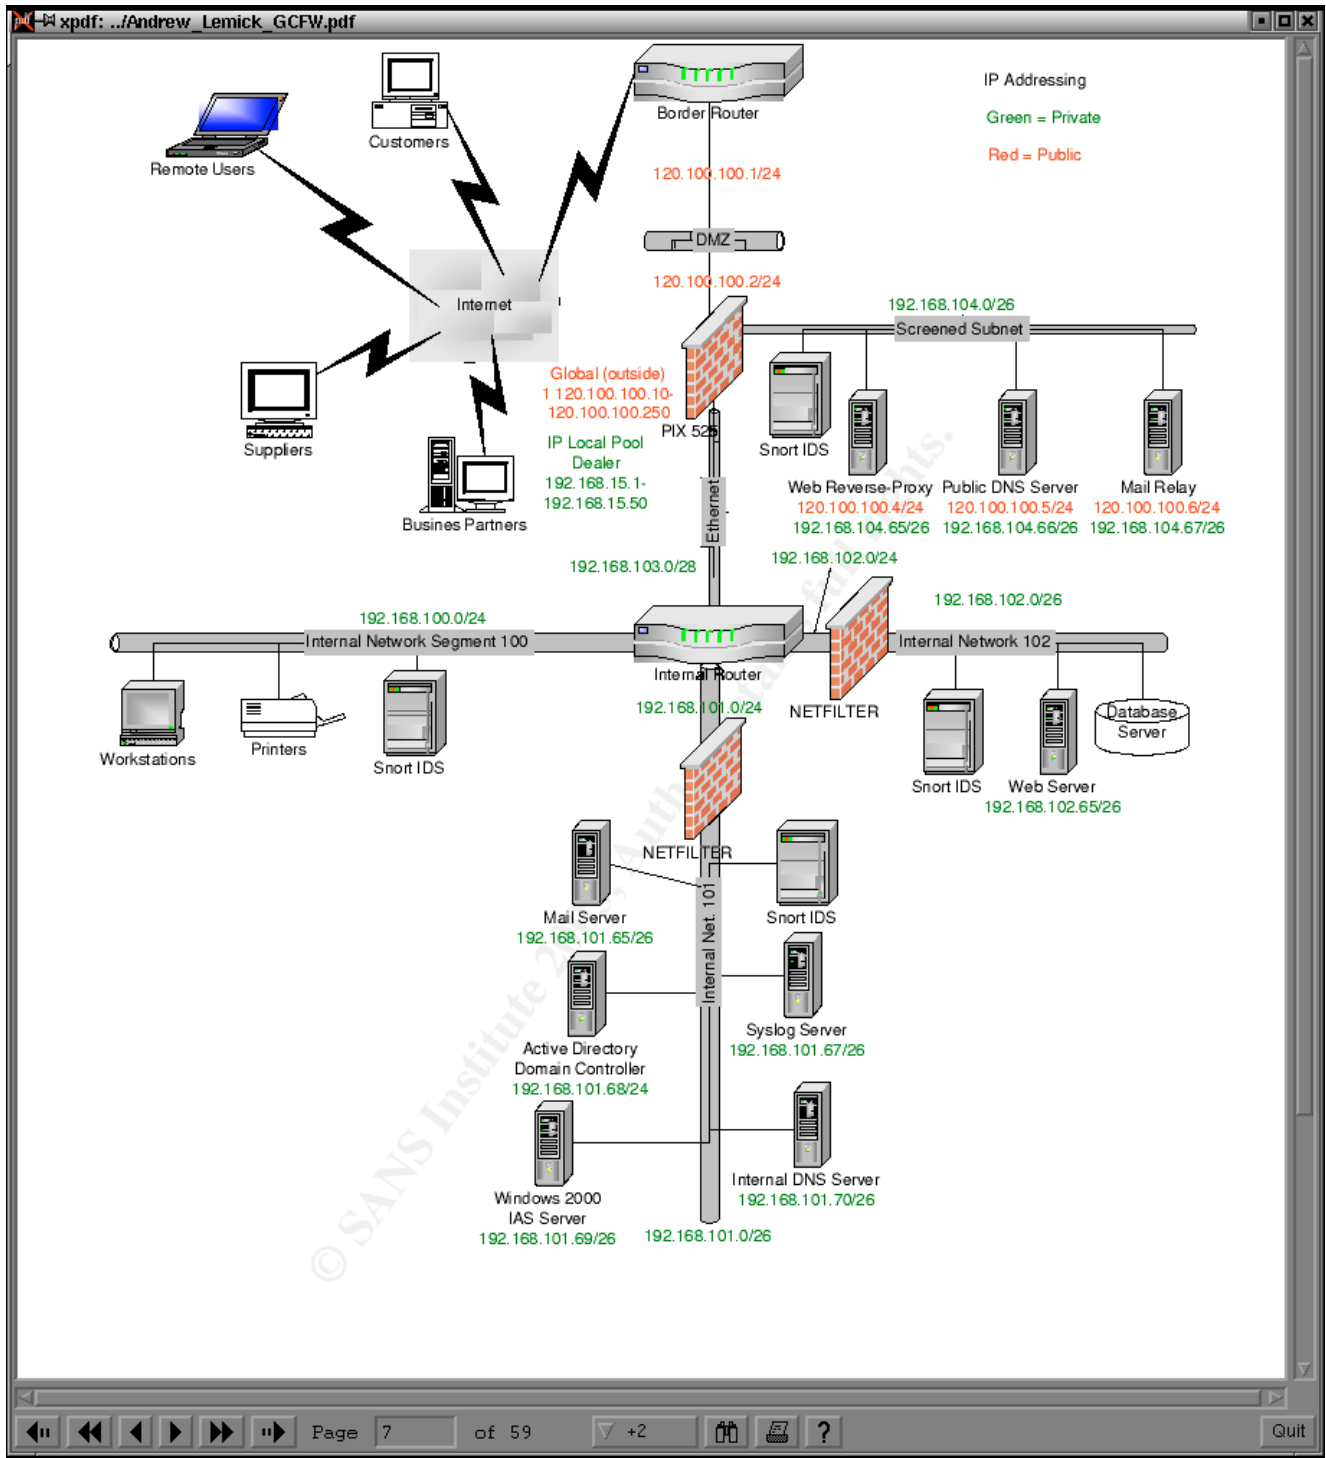 xpdf: ../Andrew_Lemick_GCFW.pdf
IP Addressing
Green = Private
Red = Public
Border Router
Customers
Remote Users
120.100.100.1/24
DMZ
120.100.100.2/24
Internet
192.168.104.0/26
Screened Subnet
Global (outside)
1 120.100.100.10-
120.100.100.250
PIX 525
Suppliers
IP Local Pool
Dealer
192.168.15.1-
192.168.15.50
Busines Partners
Snort IDS
Web Reverse-Proxy
120.100.100.4/24
192.168.104.65/26
Public DNS Server
120.100.100.5/24
192.168.104.66/26
Mail Relay
120.100.100.6/24
192.168.104.67/26
Ethernet
192.168.103.0/28
192.168.102.0/24
192.168.102.0/26
192.168.100.0/24
Internal Network Segment 100
Internal Router
192.168.101.0/24
Internal Network 102
NETFILTER
Workstations
Printers
Snort IDS
Snort IDS
Web Server
192.168.102.65/26
Database
Server
NETFILTER
Mail Server
192.168.101.65/26
Snort IDS
Internal Net. 101
Active Directory
Domain Controller
192.168.101.68/24
Syslog Server
192.168.101.67/26
Windows 2000
IAS Server
192.168.101.69/26
Internal DNS Server
192.168.101.70/26
192.168.101.0/26
© SANS Institute
Page 7 of 59
+2
?
Quit